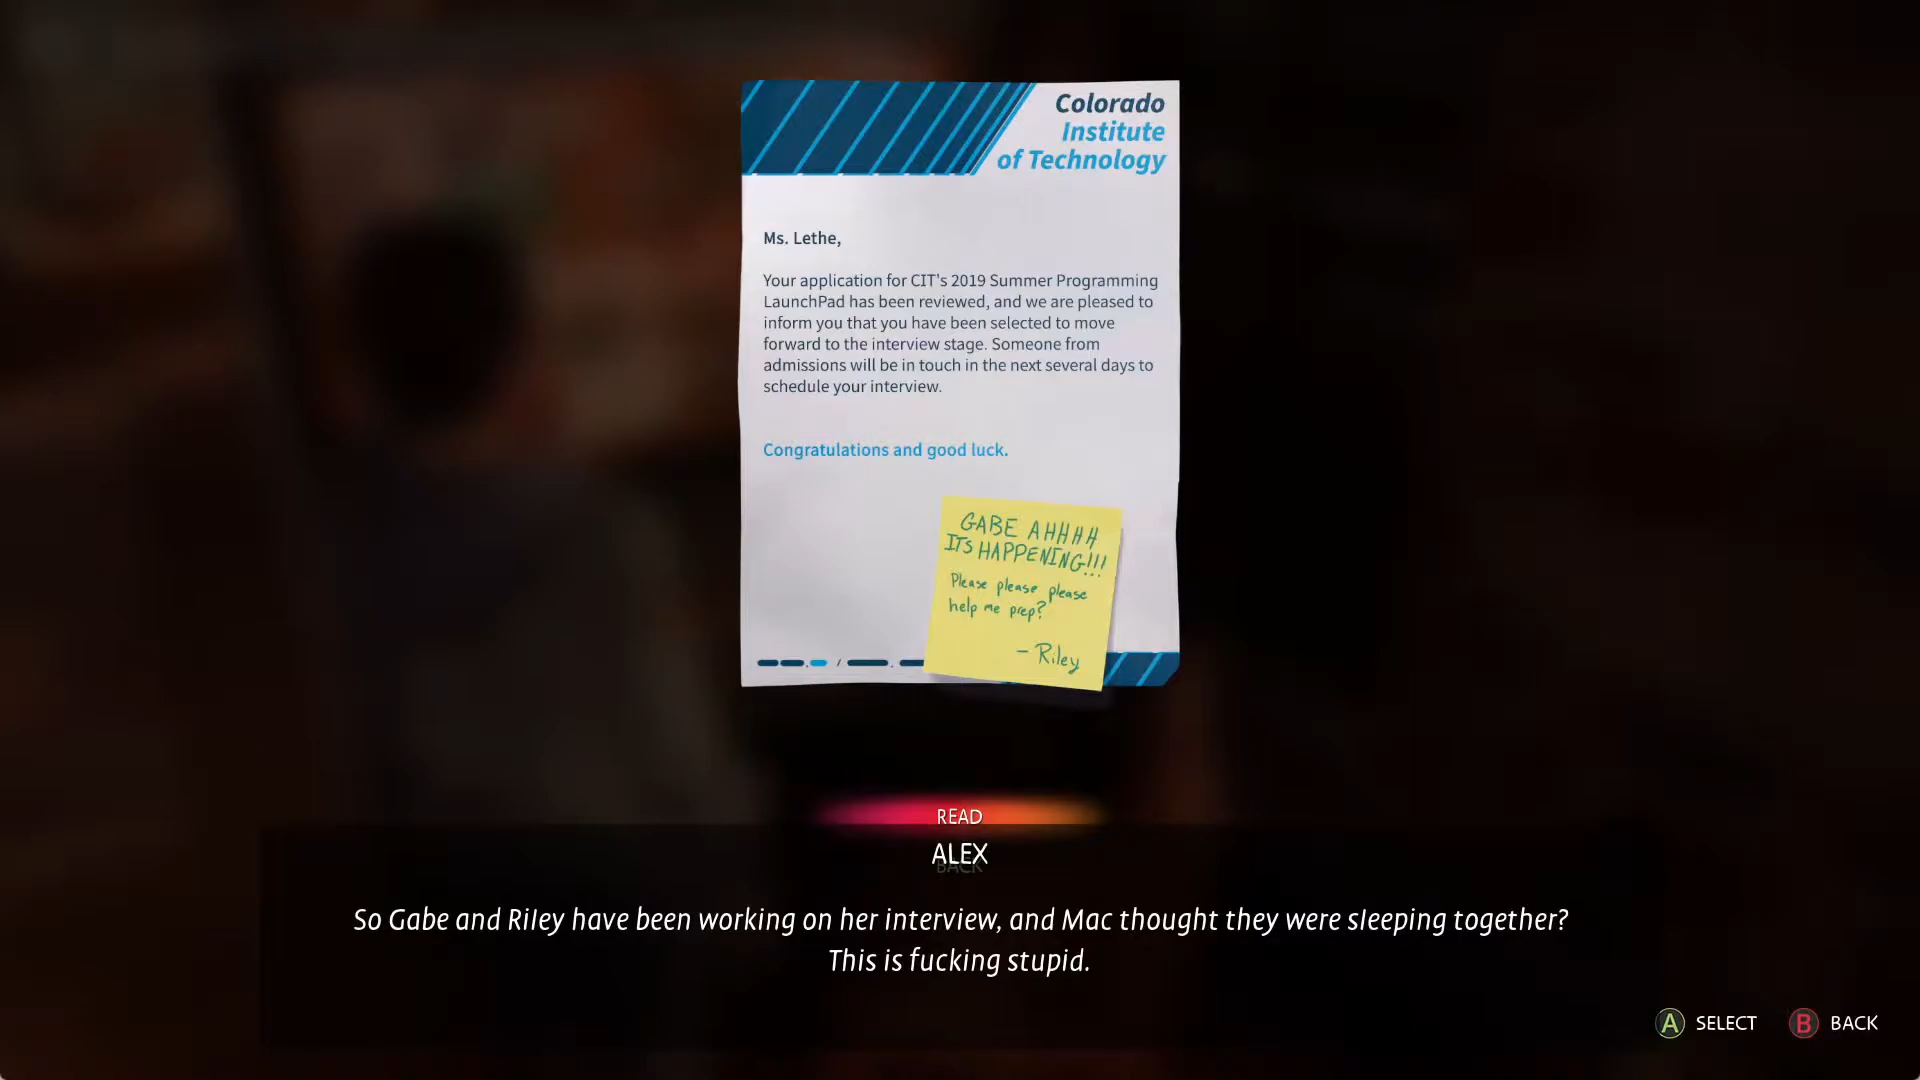 Colorado
Institute
of Technology
Ms. Lethe,
Your application for CIT's 2019 Summer Programming
LaunchPad has been reviewed, and we are pleased to
inform you that you have been selected to move
forward to the interview stage. Someone from
admissions will be in touch in the next several days to
schedule your interview.
Congratulations and good luck.
GABE AHHHH
ITS HAPPENING!!!
Please please please
help me prep?
- Riley
READ
ALEX
BACK
So Gabe and Riley have been working on her interview, and Mac thought they were sleeping together?
This is fucking stupid.
A SELECT B BACK